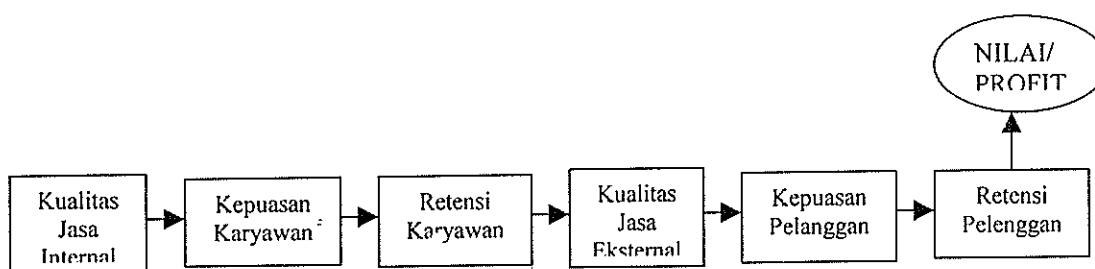 NILAI/
PROFIT
Kualitas
Jasa
Internal
Kepuasan
Karyawan
Retensi
Karyawan
Kualitas
Jasa
Eksternal
Kepuasan
Pelanggan
Retensi
Pelenggan